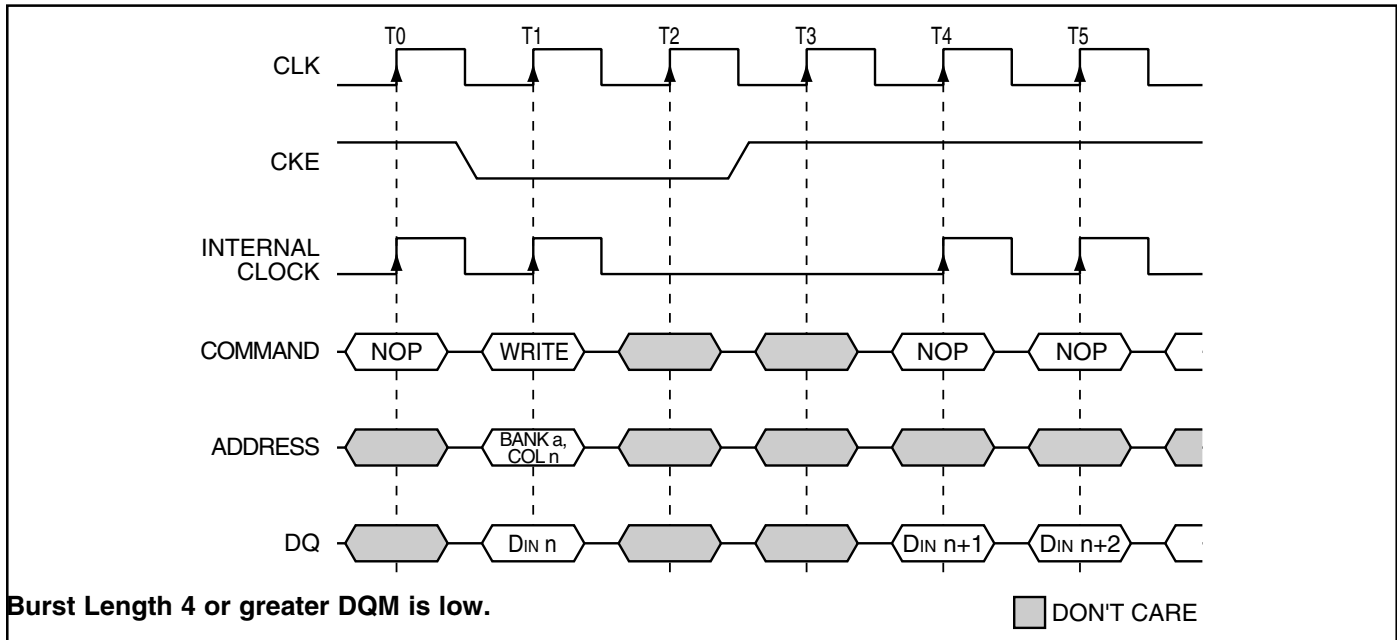 T0 T1 T2 T3 T4 T5
CLK
CKE
INTERNAL
CLOCK
COMMAND NOP WRITE NOP NOP
ADDRESS BANK a,
COL n
DQ DIN n DIN n+1 DIN n+2
Burst Length 4 or greater DQM is low.
DON'T CARE